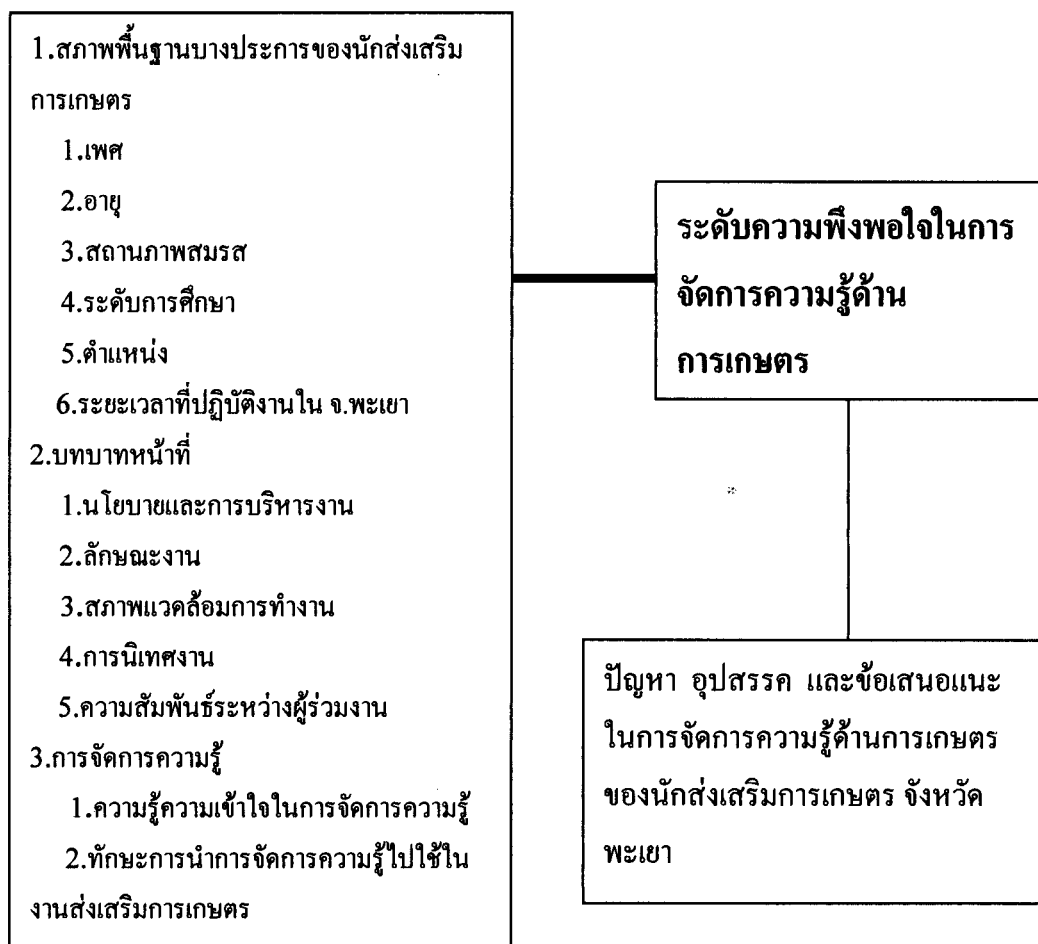 1.สภาพพื้นฐานบางประการของนักส่งเสริม
การเกษตร
1.เพศ
2.อายุ
3.สถานภาพสมรส
4.ระดับการศึกษา
5.ตำแหน่ง
6.ระยะเวลาที่ปฏิบัติงานใน จ.พะเยา
2.บทบาทหน้าที่
1.นโยบายและการบริหารงาน
2.ลักษณะงาน
3.สภาพแวคล้อมการทำงาน
4.การนิเทศงาน
5.ความสัมพันธ์ระหว่างผู้ร่วมงาน
3.การจัดการความรู้
1.ความรู้ความเข้าใจในการจัดการความรู้
2.ทักษะการนำการจัดการความรู้ไปใช้ใน
งานส่งเสริมการเกษตร
ระดับความพึงพอใจในการ
จัดการความรู้ด้าน
การเกษตร
ปัญหา อุปสรรค และข้อเสนอแนะ
ในการจัดการความรู้ด้านการเกษตร
ของนักส่งเสริมการเกษตร จังหวัด
พะเยา